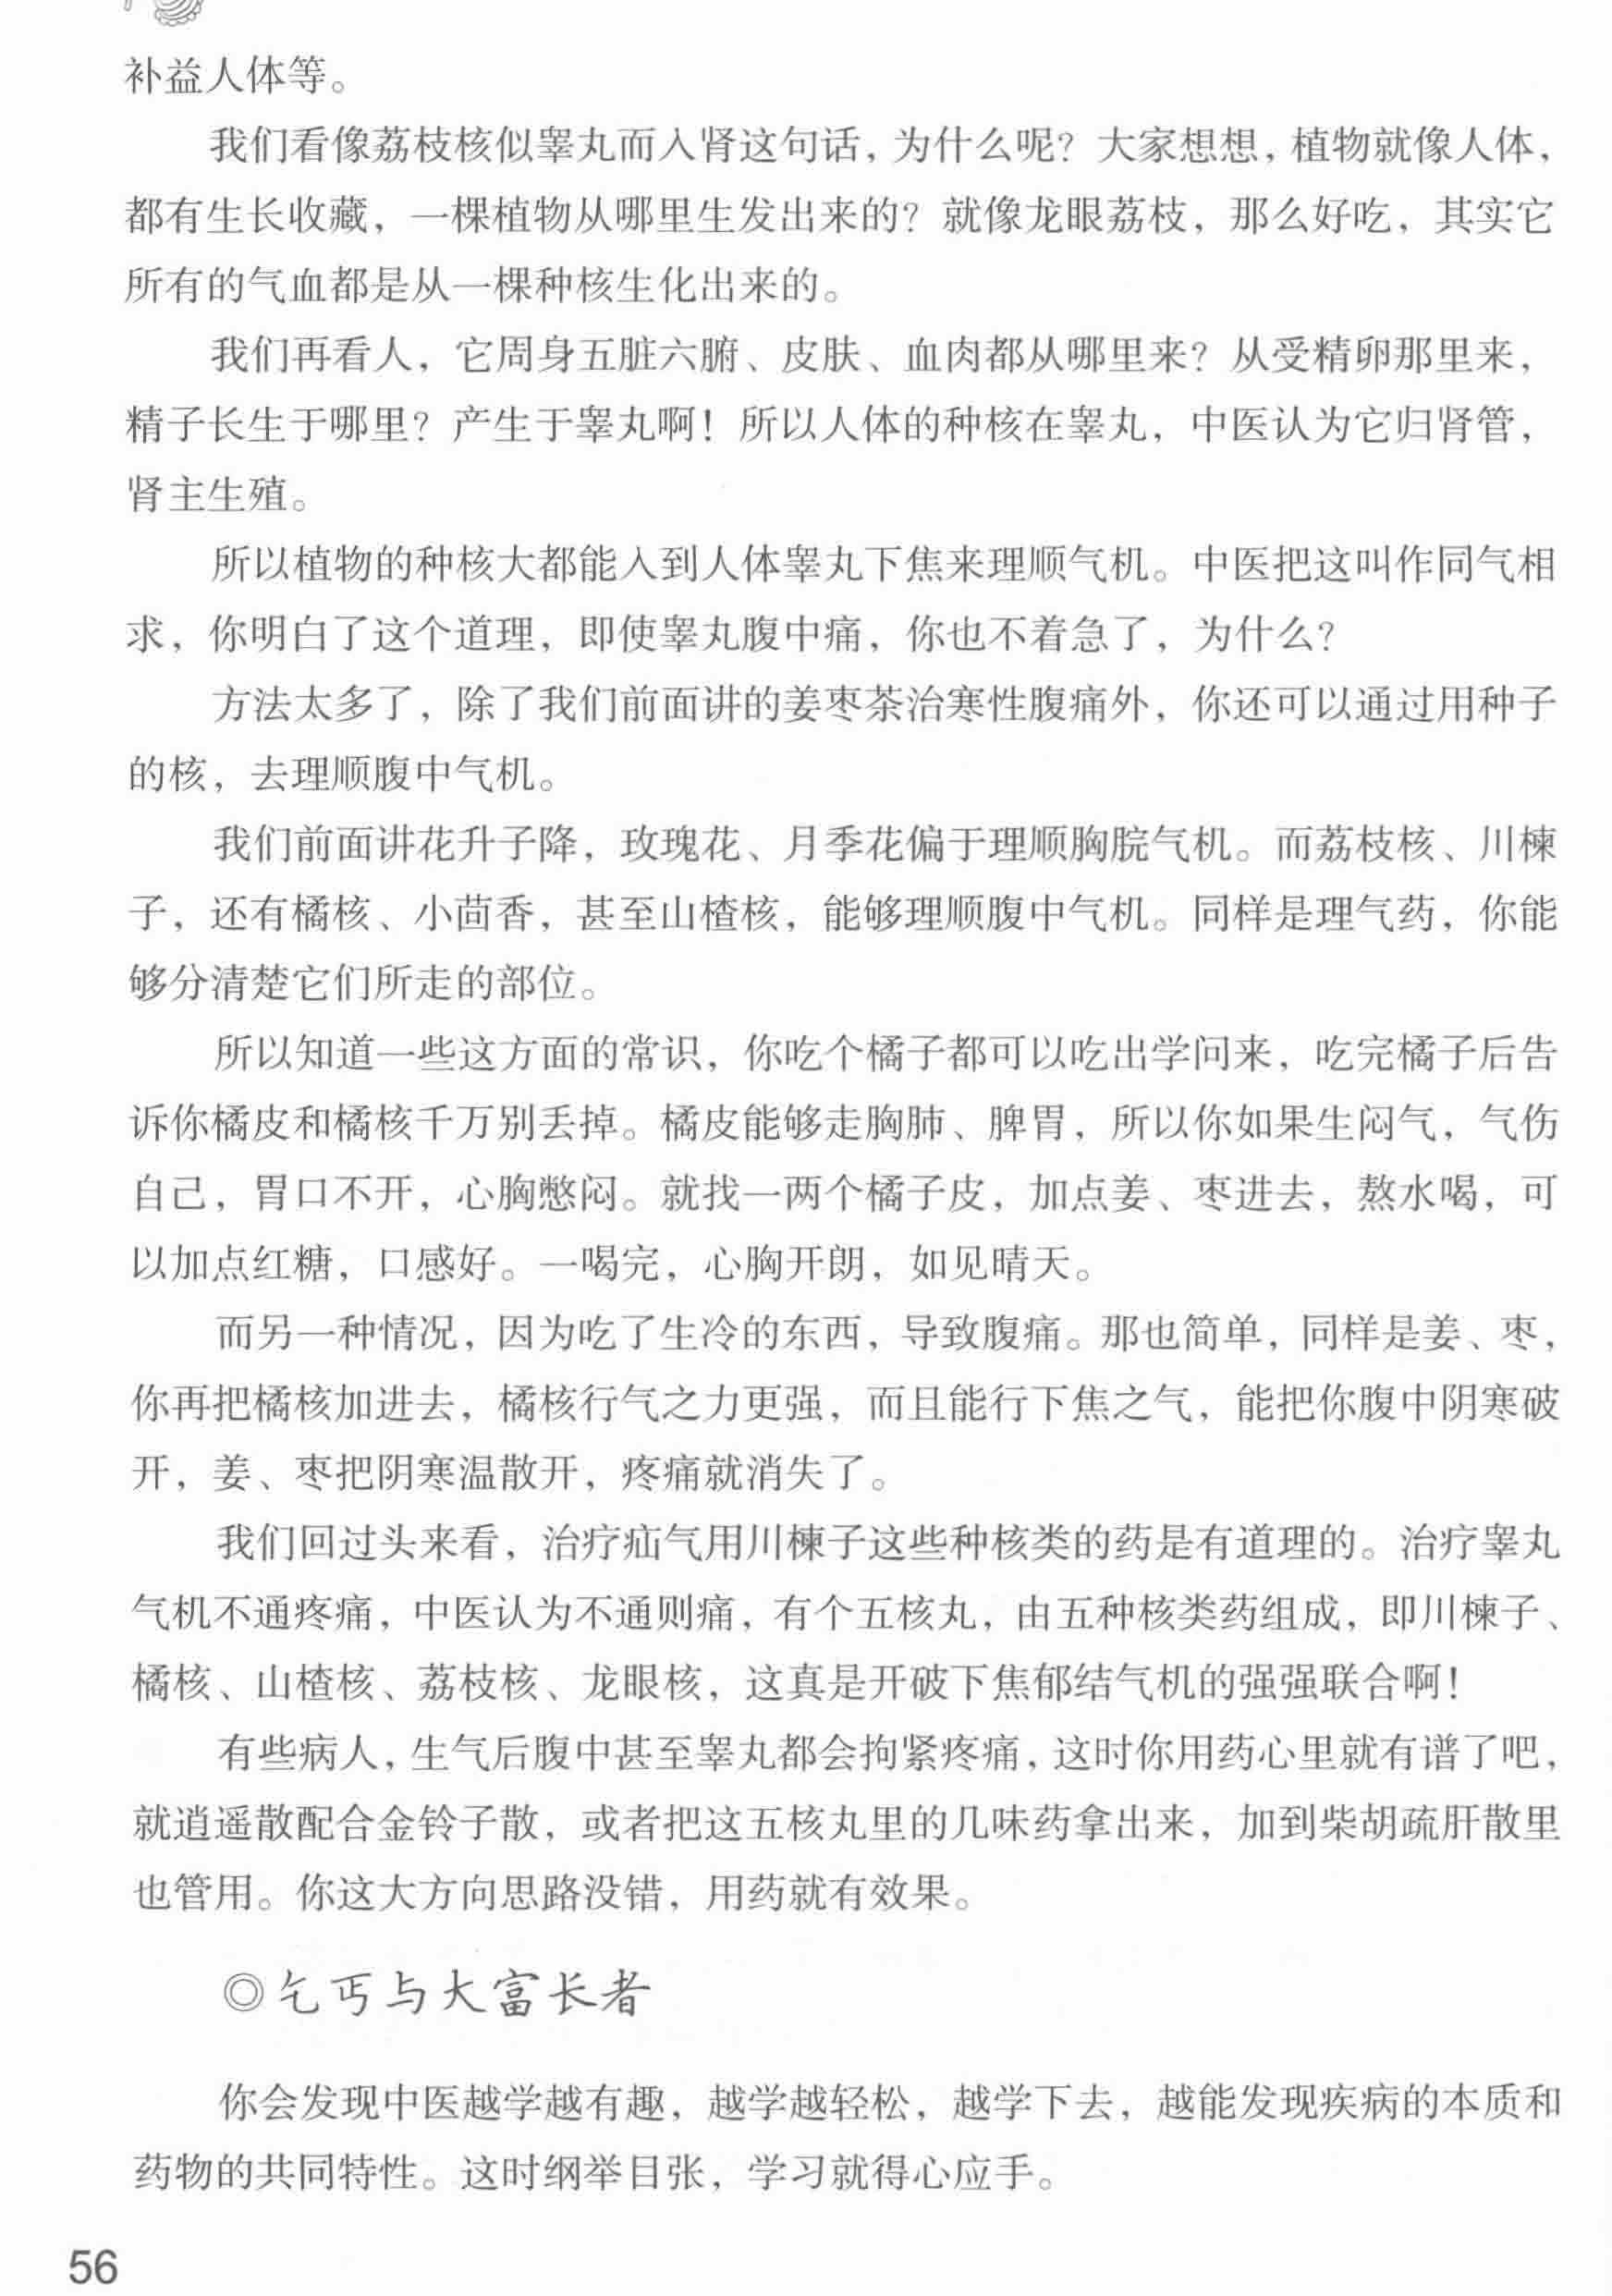 补益人体等。
我们看像荔枝核似睾丸而入肾这句话，为什么呢？大家想想，植物就像人体，
都有生长收藏，一棵植物从哪里生发出来的？就像龙眼荔枝，那么好吃，其实它
所有的气血都是从一棵种核生化出来的。
我们再看人，它周身五脏六腑、皮肤、血肉都从哪里来？从受精卵那里来，
精子长生于哪里？产生于睾丸啊！所以人体的种核在睾丸，中医认为它归肾管，
肾主生殖。
所以植物的种核大都能入到人体睾丸下焦来理顺气机。中医把这叫作同气相
求，你明白了这个道理，即使睾丸腹中痛，你也不着急了，为什么？
方法太多了，除了我们前面讲的姜枣茶治寒性腹痛外，你还可以通过用种子
的核，去理顺腹中气机。
我们前面讲花升子降，玫瑰花、月季花偏于理顺胸脘气机。而荔枝核、川楝
子，还有橘核、小茴香，甚至山楂核，能够理顺腹中气机。同样是理气药，你能
够分清楚它们所走的部位。
所以知道一些这方面的常识，你吃个橘子都可以吃出学问来，吃完橘子后告
诉你橘皮和橘核千万别丢掉。橘皮能够走胸肺、脾胃，所以你如果生闷气，气伤
自己，胃口不开，心胸憋闷。就找一两个橘子皮，加点姜、枣进去，熬水喝，可
以加点红糖，口感好。一喝完，心胸开朗，如见晴天。
而另一种情况，因为吃了生冷的东西，导致腹痛。那也简单，同样是姜、枣，
你再把橘核加进去，橘核行气之力更强，而且能行下焦之气，能把你腹中阴寒破
开，姜、枣把阴寒温散开，疼痛就消失了。
我们回过头来看，治疗疝气用川楝子这些种核类的药是有道理的。治疗睾丸
气机不通疼痛，中医认为不通则痛，有个五核丸，由五种核类药组成，即川楝子、
橘核、山楂核、荔枝核、龙眼核，这真是开破下焦郁结气机的强强联合啊！
有些病人，生气后腹中甚至睾丸都会拘紧疼痛，这时你用药心里就有谱了吧，
就逍遥散配合金铃子散，或者把这五核丸里的几味药拿出来，加到柴胡疏肝散里
也管用。你这大方向思路没错，用药就有效果。
◎乞丐与大富长者
你会发现中医越学越有趣，越学越轻松，越学下去，越能发现疾病的本质和
药物的共同特性。这时纲举目张，学习就得心应手。
56